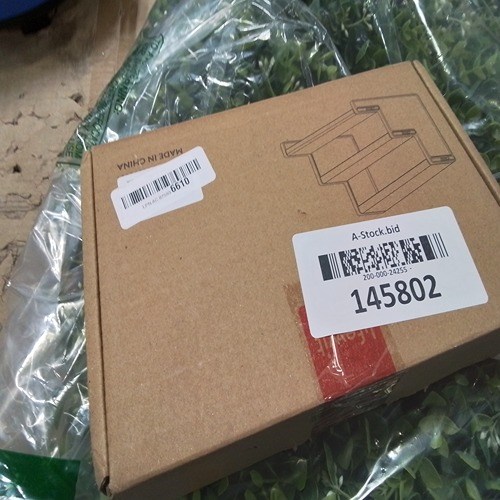 MADE IN CHINA
6610
A-Stock.bid
200-000-24255
145802